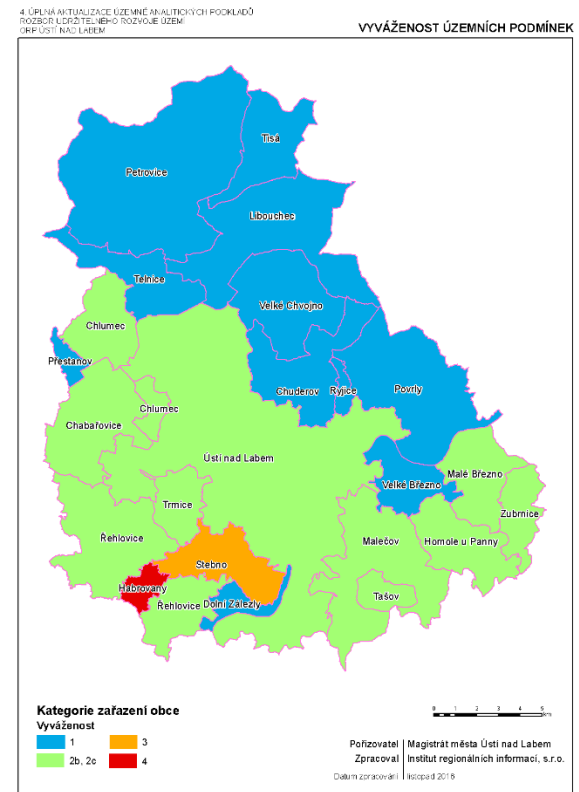 4. ÚPLNÁ AKTUALIZACE ÚZEMNĚ ANALYTICKÝCH PODKLADŮ
ROZBOR UDRŽITELNÉHO ROZVOJE ÚZEMÍ
ORP ÚSTÍ NAD LABEM
VYVÁŽENOST ÚZEMNÍCH PODMÍNEK
Tisá
Petrovice
Libouchec
Telnice
Velké Chvojno
Chlumec
Přestanov
Chuderov
Ryjice
Povrly
Chlumec
Chabařovice
Ústí nad Labem
Malé Březno
Velké Březno
Trmice
Zubrnice
Řehlovice
Malečov
Homole u Panny
Stebno
Habrovany
Řehlovice
Dolní Zálezly
Tašov
Kategorie zařazení obce
Vyváženost
1
3
2b, 2c
4
0 1 2 3 4 5
km
Pořizovatel Magistrát města Ústí nad Labem
Zpracoval Institut regionálních informací, s.r.o.
Datum zpracování listopad 2016